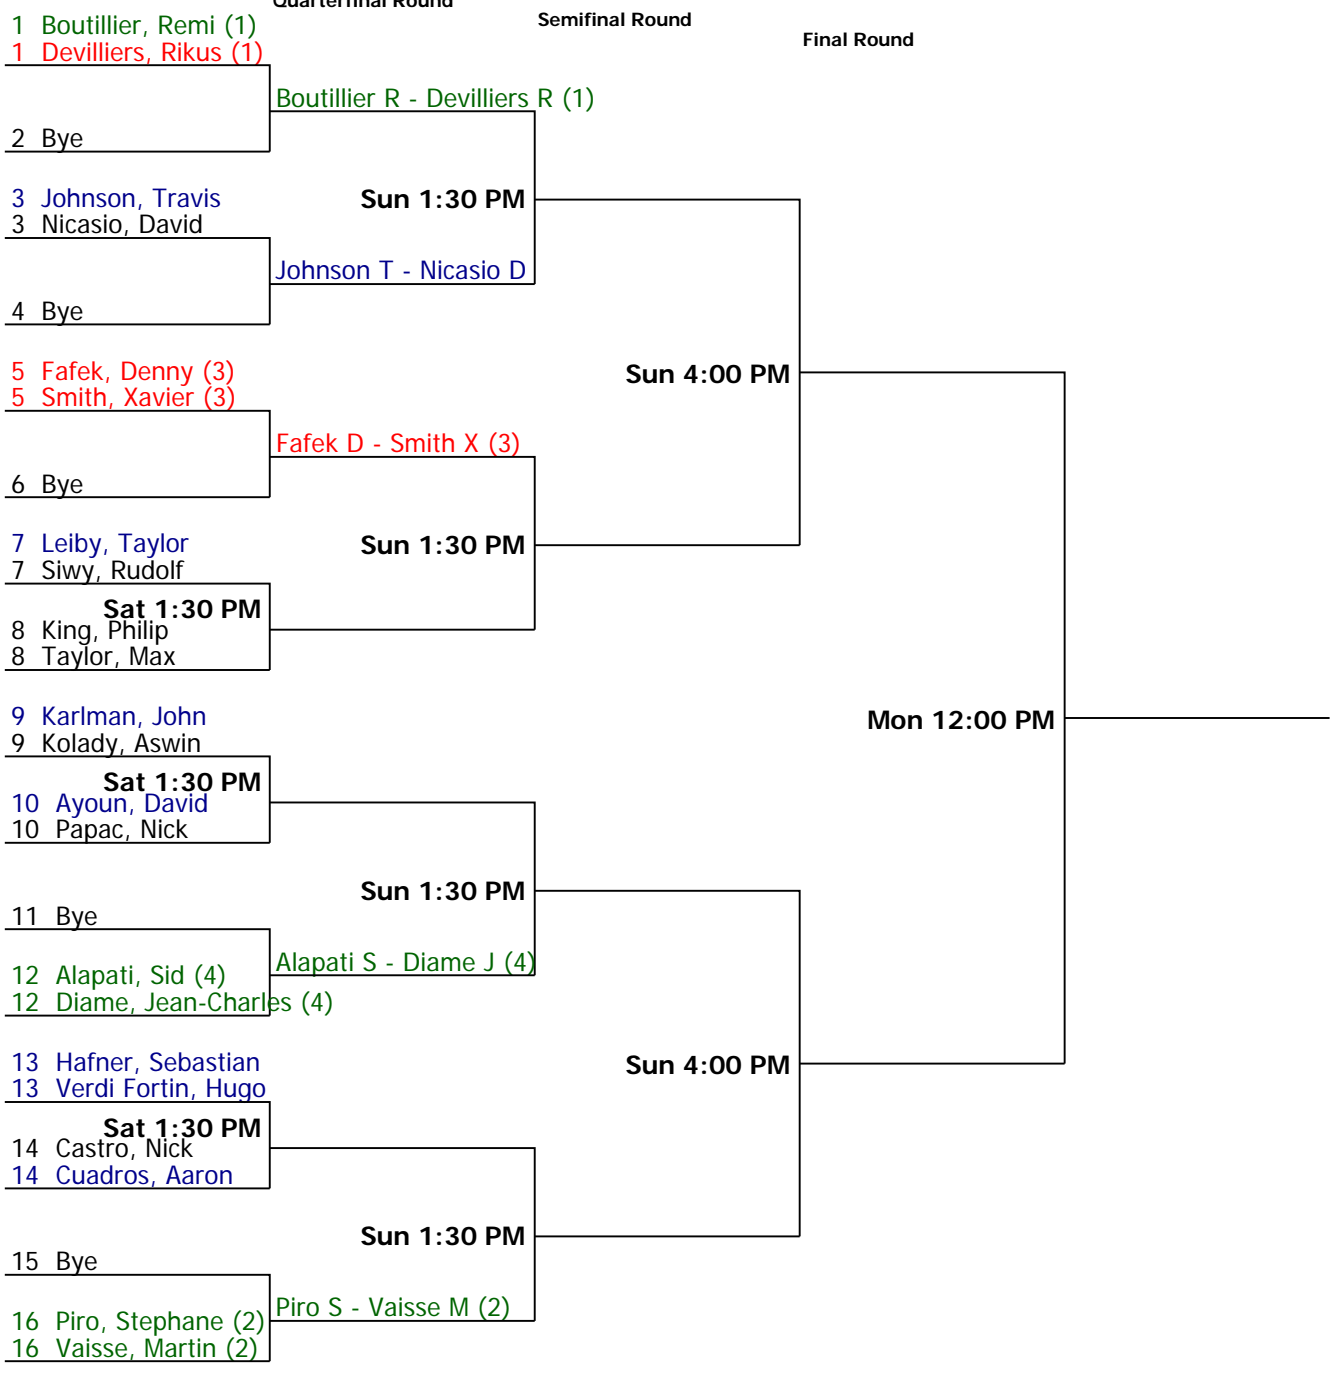 Quarterfinal Round
Semifinal Round
Final Round
1 Boutillier, Remi (1)
1 Devilliers, Rikus (1)
Boutillier R - Devilliers R (1)
2 Bye
3 Johnson, Travis
Sun 1:30 PM
3 Nicasio, David
Johnson T - Nicasio D
4 Bye
5 Fafek, Denny (3)
Sun 4:00 PM
5 Smith, Xavier (3)
Fafek D - Smith X (3)
6 Bye
7 Leiby, Taylor
Sun 1:30 PM
7 Siwy, Rudolf
Sat 1:30 PM
8 King, Philip
8 Taylor, Max
9 Karlman, John
Mon 12:00 PM
9 Kolady, Aswin
Sat 1:30 PM
10 Ayoun, David
10 Papac, Nick
Sun 1:30 PM
11 Bye
Alapati S - Diame J (4)
12 Alapati, Sid (4)
12 Diame, Jean-Charles (4)
13 Hafner, Sebastian
Sun 4:00 PM
13 Verdi Fortin, Hugo
Sat 1:30 PM
14 Castro, Nick
14 Cuadros, Aaron
Sun 1:30 PM
15 Bye
Piro S - Vaisse M (2)
16 Piro, Stephane (2)
16 Vaisse, Martin (2)